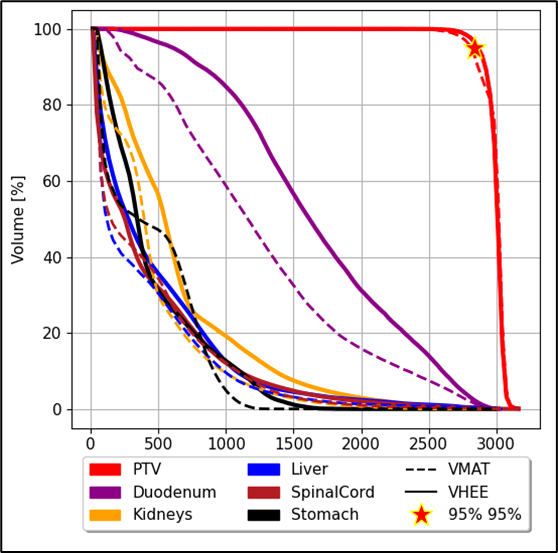 100
80
60
40
20
0
Volume [%]
0 500 1000 1500 2000 2500 3000
PTV Liver VMAT
Duodenum SpinalCord VHEE
Kidneys Stomach 95% 95%